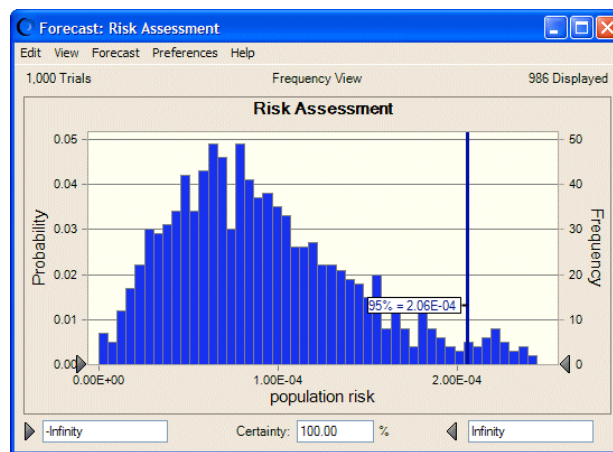 Forecast: Risk Assessment
Edit View Forecast Preferences Help
1,000 Trials Frequency View 986 Displayed
Risk Assessment
0.05 50
0.04 40
0.03 30
0.02 20
0.01 10
0.00 0
Probability
Frequency
95% = 2.06E-04
0.00E+00 1.00E-04 2.00E-04
population risk
-Infinity Certainty: 100.00 % Infinity